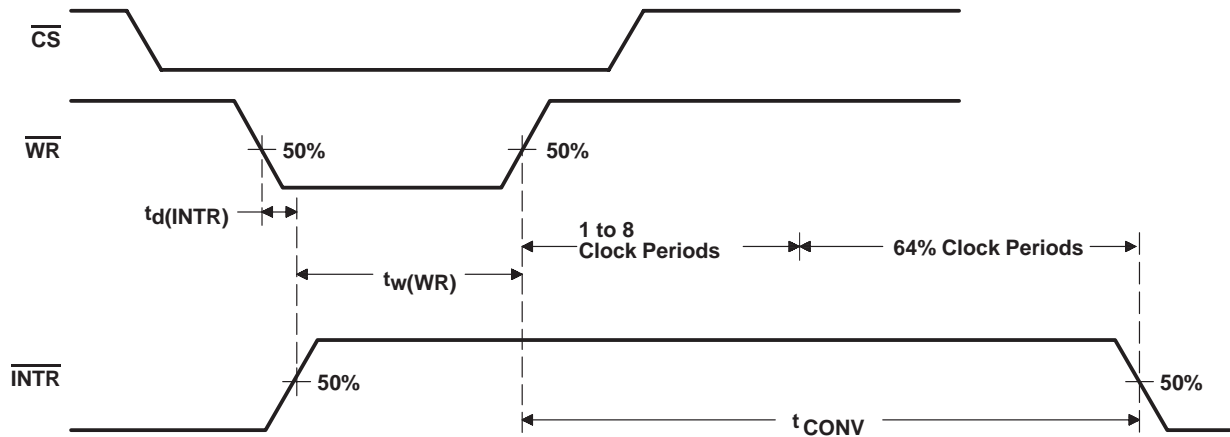 CS
WR
50%
50%
td(INTR)
1 to 8
Clock Periods
64% Clock Periods
tw(WR)
INTR
50%
50%
tCONV